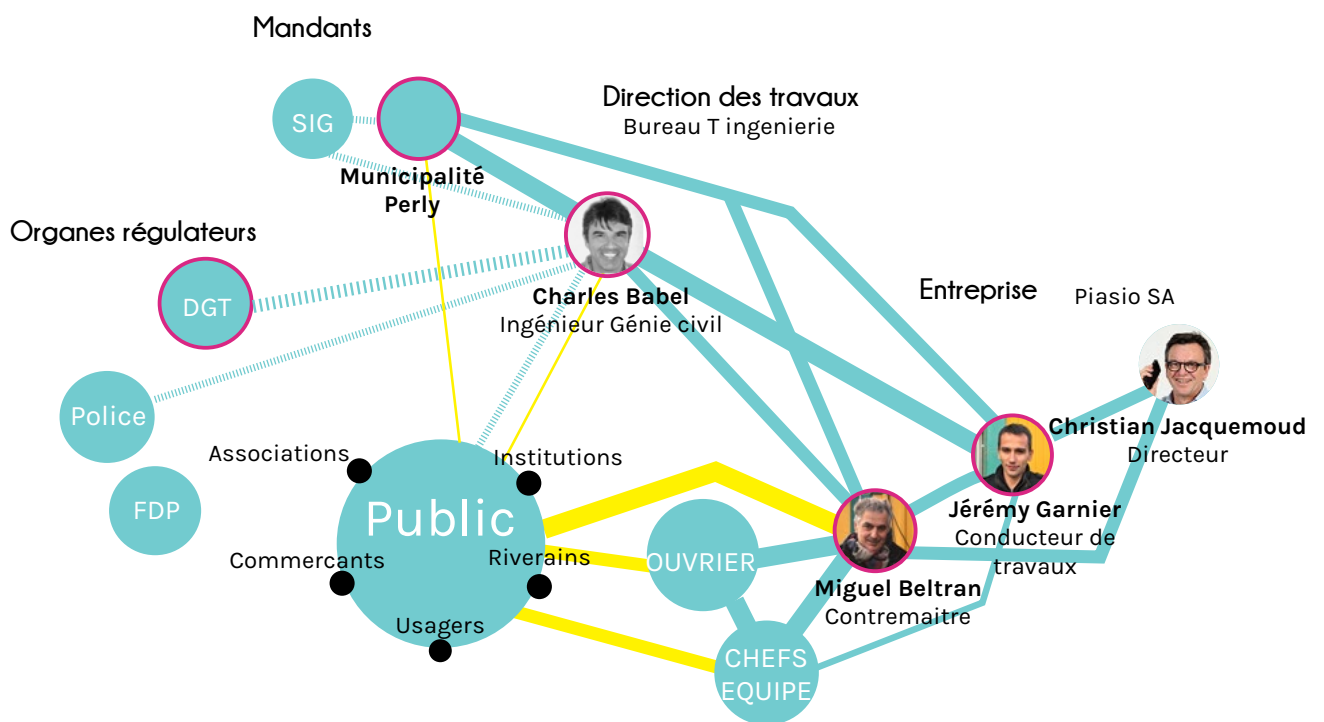 Mandants
SIG
Municipalité
Perly
Direction des travaux
Bureau T ingenierie
Organes régulateurs
DGT
Charles Babel
Ingénieur Génie civil
Entreprise
Piasio SA
Police
FDP
Christian Jacquemoud
Directeur
Associations
Institutions
Public
Commercants
Riverains
Usagers
Jérémy Garnier
Conducteur de
travaux
OUVRIER
Miguel Beltran
Contremaitre
CHEFS
EQUIPE